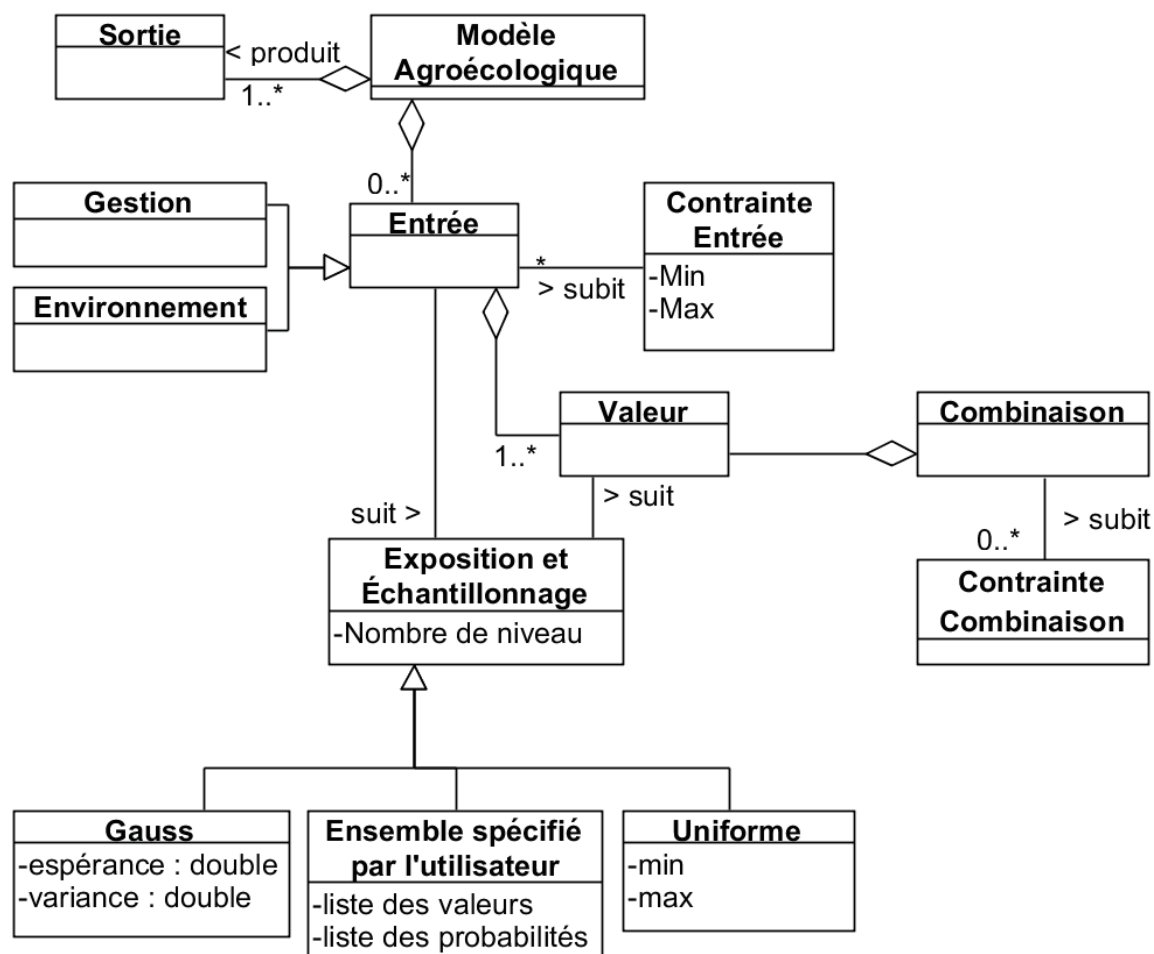 Sortie
< produit
1..*
Modèle
Agroécologique
0..*
Gestion
Entrée
Contrainte
Entrée
*
> subit
-Min
-Max
Environnement
Valeur
1..*
Combinaison
suit >
> suit
> subit
0..*
Exposition et
Échantillonnage
-Nombre de niveau
Contrainte
Combinaison
Gauss
-espérance : double
-variance : double
Ensemble spécifié
par l'utilisateur
-liste des valeurs
-liste des probabilités
Uniforme
-min
-max